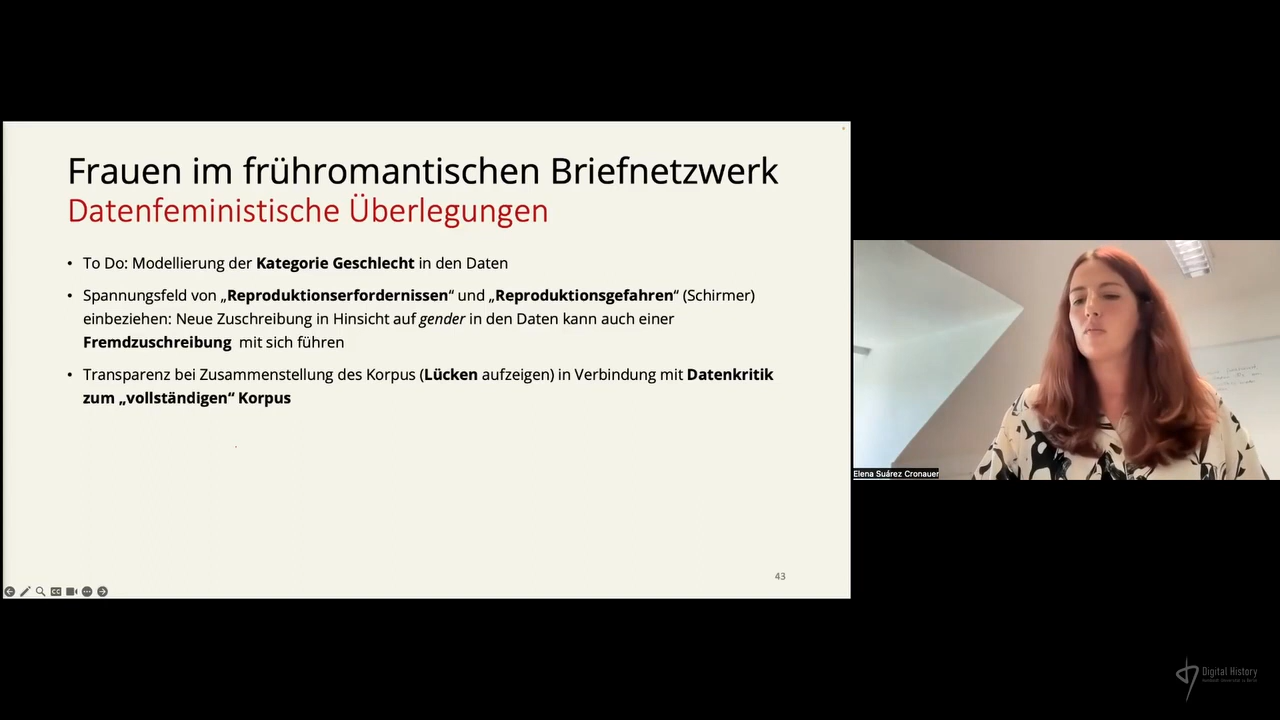 Frauen im frühromantischen Briefnetzwerk
Datenfeministische Überlegungen
• To Do: Modellierung der Kategorie Geschlecht in den Daten
• Spannungsfeld von „Reproduktionserfordernissen“ und „Reproduktionsgefahren“ (Schirmer)
einbeziehen: Neue Zuschreibung in Hinsicht auf gender in den Daten kann auch einer
Fremdzuschreibung mit sich führen
• Transparenz bei Zusammenstellung des Korpus (Lücken aufzeigen) in Verbindung mit Datenkritik
zum „vollständigen“ Korpus
43
Elena Suárez Cronauer
Digital History